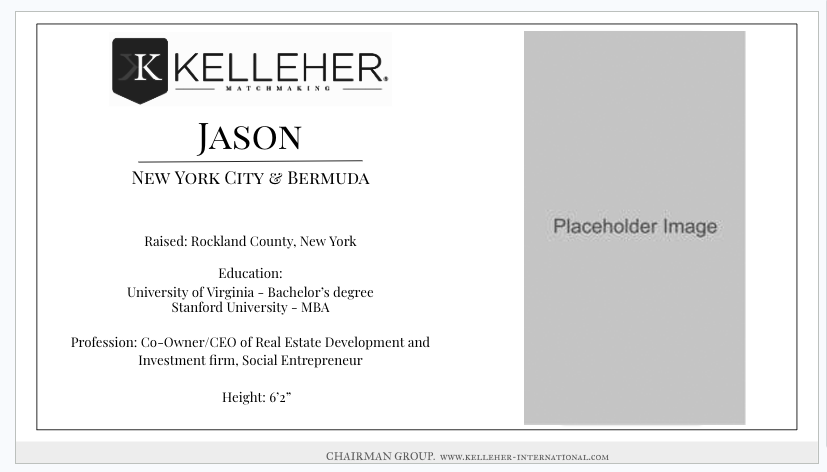 K KELLEHER®
MATCHMAKING
JASON
NEW YORK CITY & BERMUDA
Raised: Rockland County, New York
Education:
University of Virginia - Bachelor’s degree
Stanford University - MBA
Profession: Co-Owner/CEO of Real Estate Development and
Investment firm, Social Entrepreneur
Height: 6’2”
Placeholder Image
CHAIRMAN GROUP. WWW.KELLEHER-INTERNATIONAL.COM